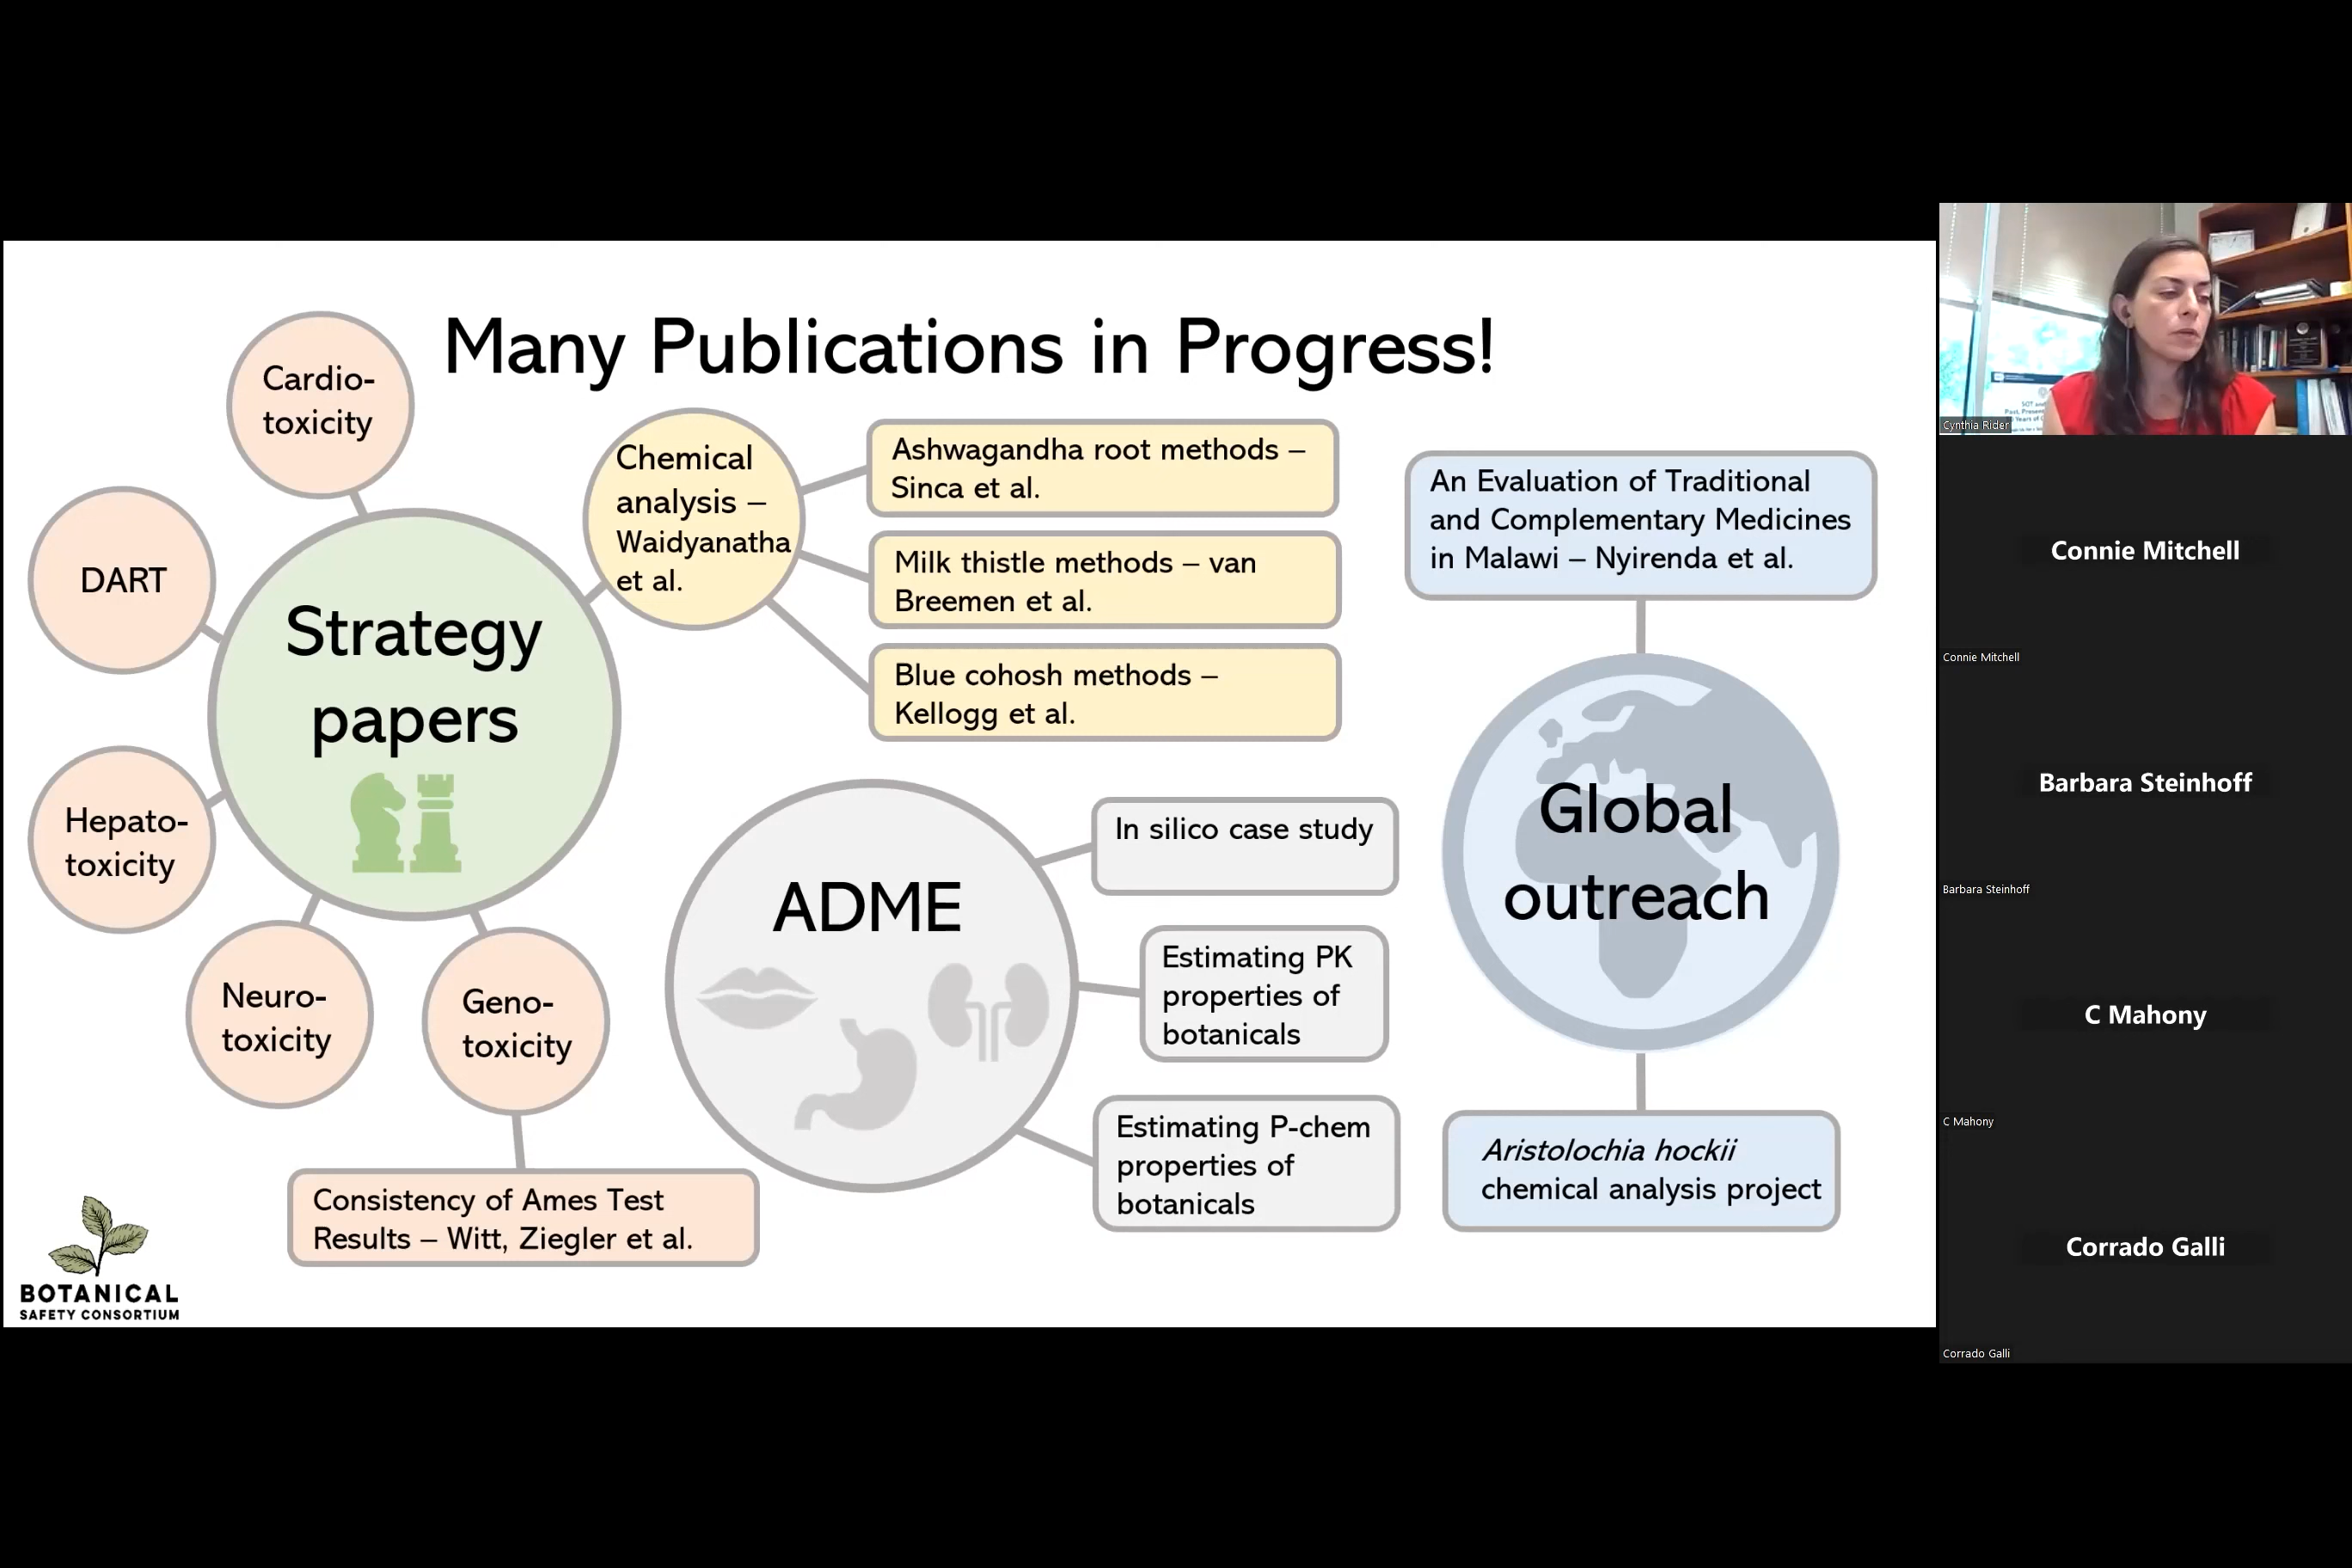 Many Publications in Progress!
Cardio-
toxicity
DART
Hepato-
toxicity
Neuro-
toxicity
Geno-
toxicity
Strategy
papers
Consistency of Ames Test
Results – Witt, Ziegler et al.
Chemical
analysis –
Waidyanatha
et al.
Ashwagandha root methods –
Sinca et al.
Milk thistle methods – van
Breemen et al.
Blue cohosh methods –
Kellogg et al.
ADME
In silico case study
Estimating PK
properties of
botanicals
Estimating P-chem
properties of
botanicals
An Evaluation of Traditional
and Complementary Medicines
in Malawi – Nyirenda et al.
Global
outreach
Aristolochia hockii
chemical analysis project
BOTANICAL
SAFETY CONSORTIUM
Cynthia Rider
Connie Mitchell
Connie Mitchell
Barbara Steinhoff
Barbara Steinhoff
C Mahony
C Mahony
Corrado Galli
Corrado Galli